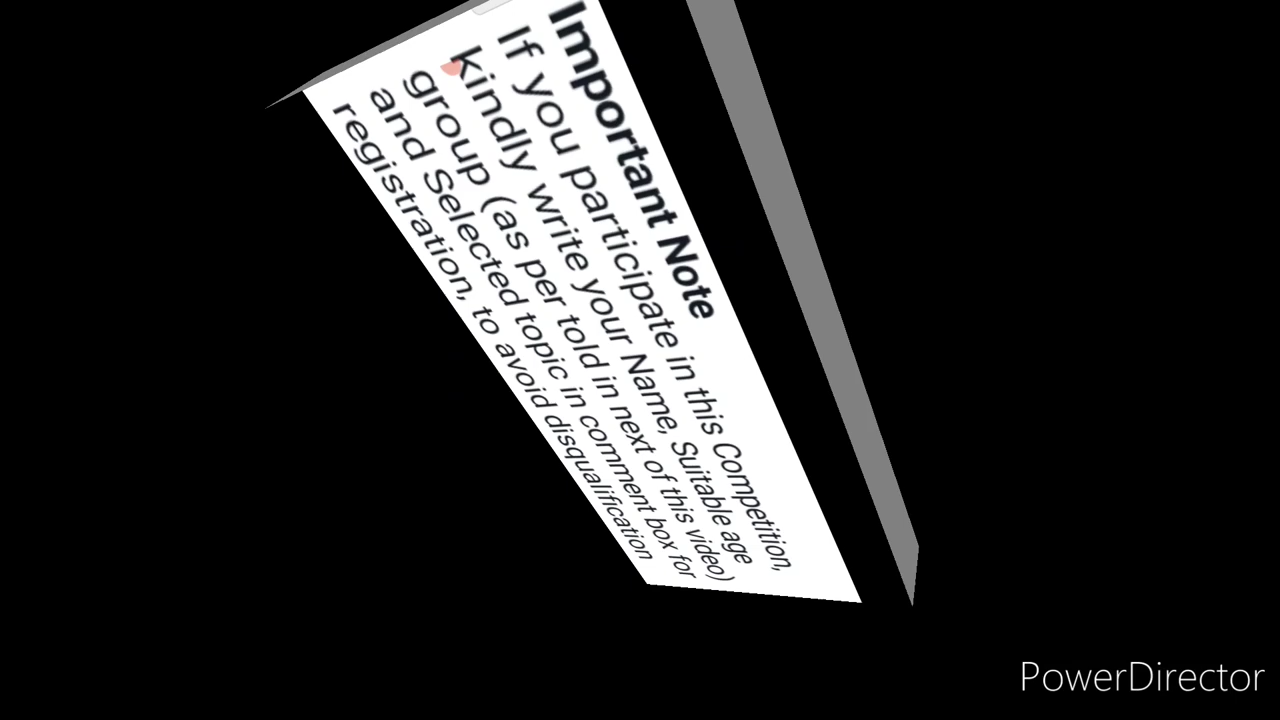 Important Note
If you participate in this Competition,
kindly write your Name, Suitable age
group (as per told in next of this video)
and Selected topic in comment box for
registration, to avoid disqualification
PowerDirector